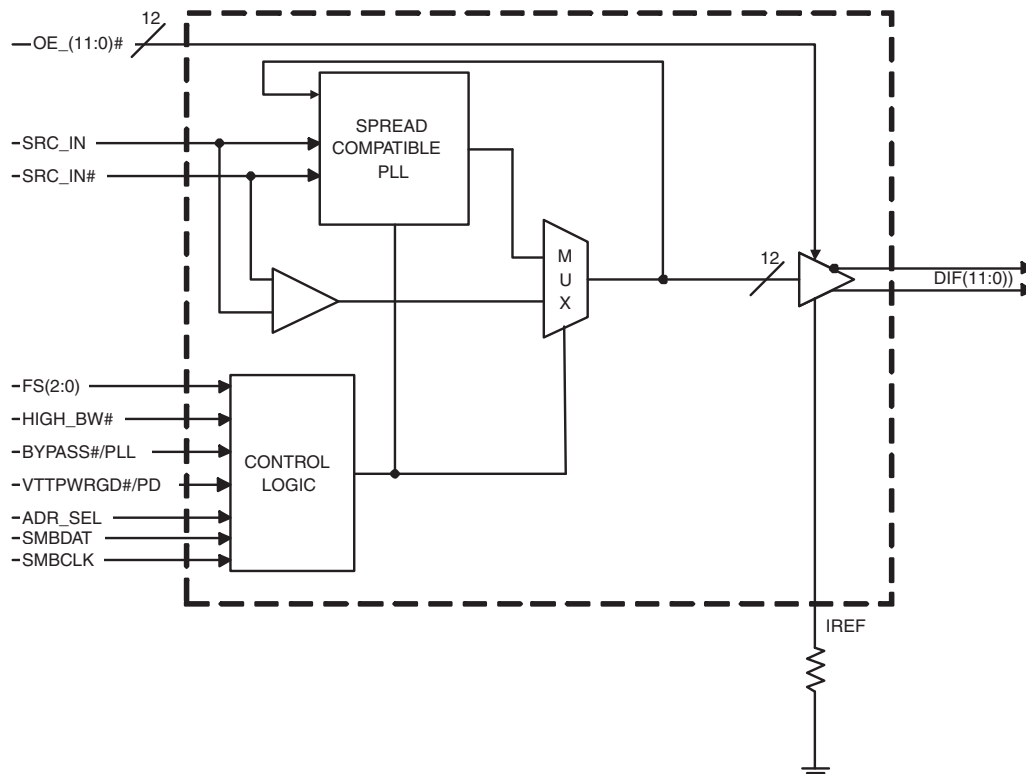 12
OE_(11:0)#
SPREAD
COMPATIBLE
PLL
SRC_IN
SRC_IN#
M
U
X
12
DIF(11:0))
FS(2:0)
HIGH_BW#
BYPASS#/PLL
VTTPWRGD#/PD
ADR_SEL
SMBDAT
SMBCLK
CONTROL
LOGIC
IREF